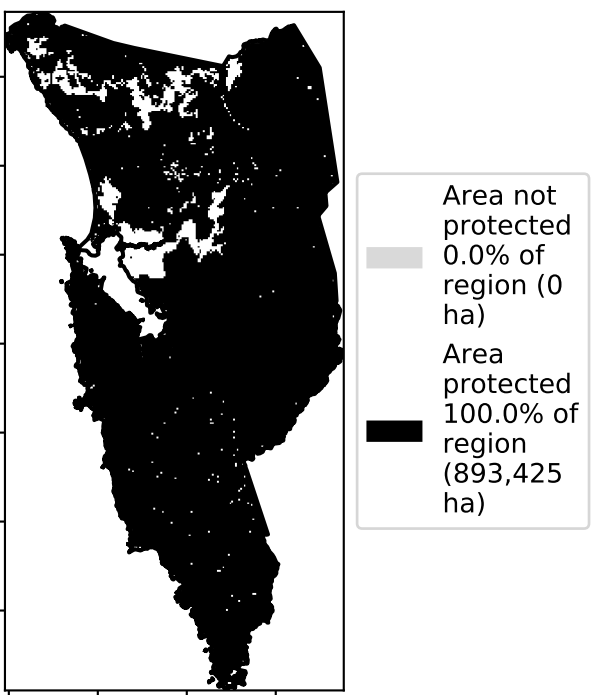 Area not
protected
0.0% of
region (0
ha)
Area
protected
100.0% of
region
(893,425
ha)